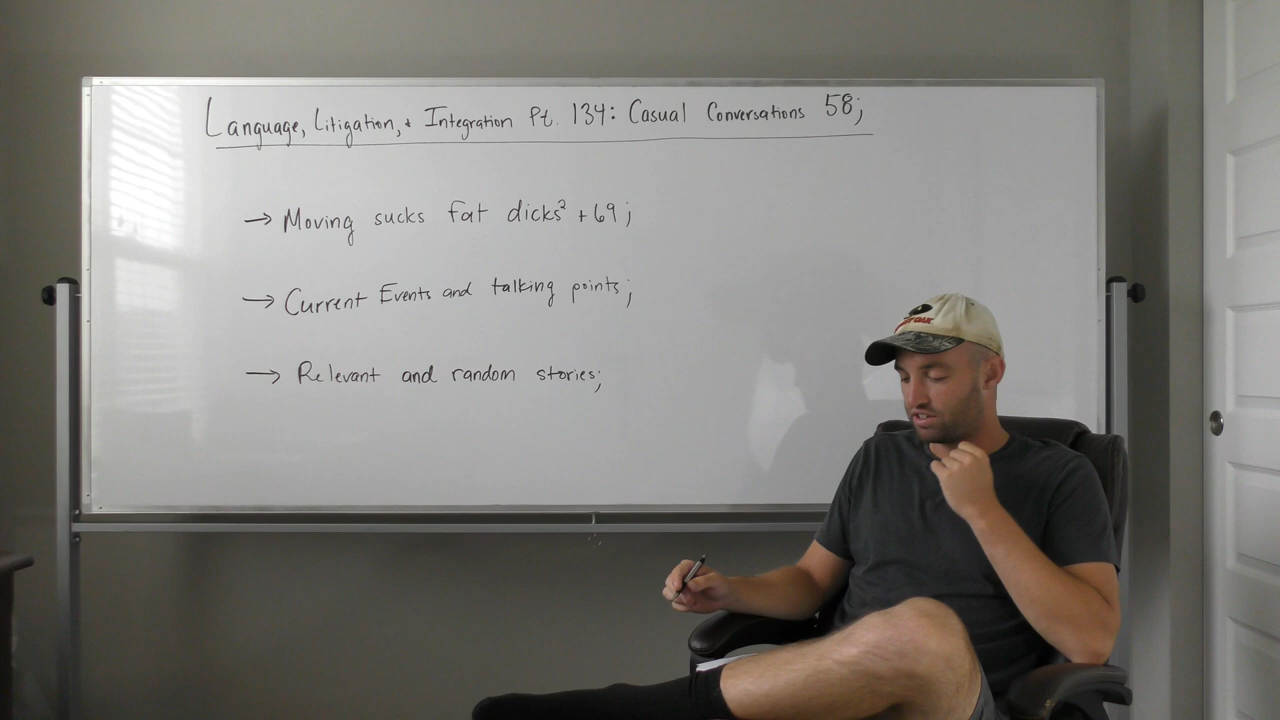 Language, Litigation, + Integration Pt. 134: Casual Conversations 58;
→ Moving sucks fat dicks² + 69;
→ Current Events and talking points;
→ Relevant and random stories;